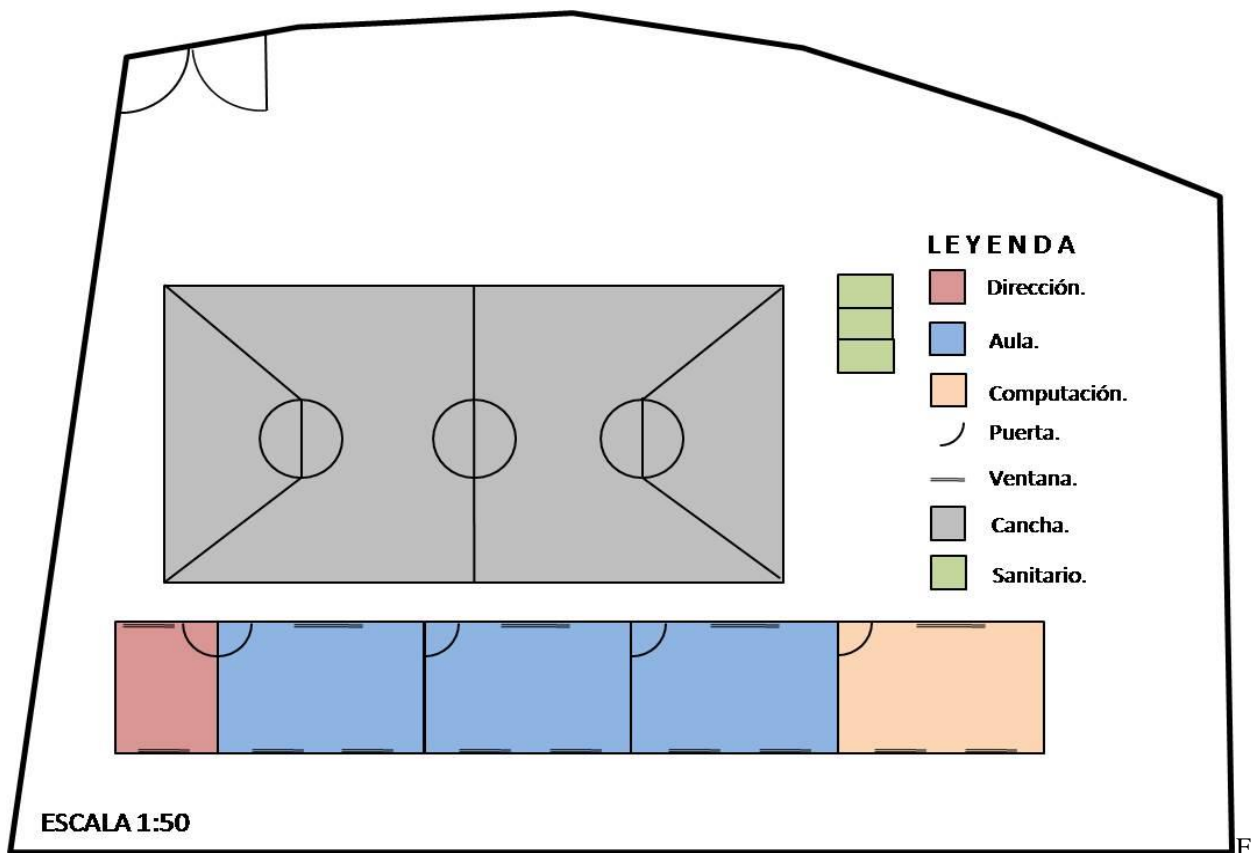 LEYENDA
Dirección.
Aula.
Computación.
Puerta.
Ventana.
Cancha.
Sanitario.
ESCALA 1:50
E